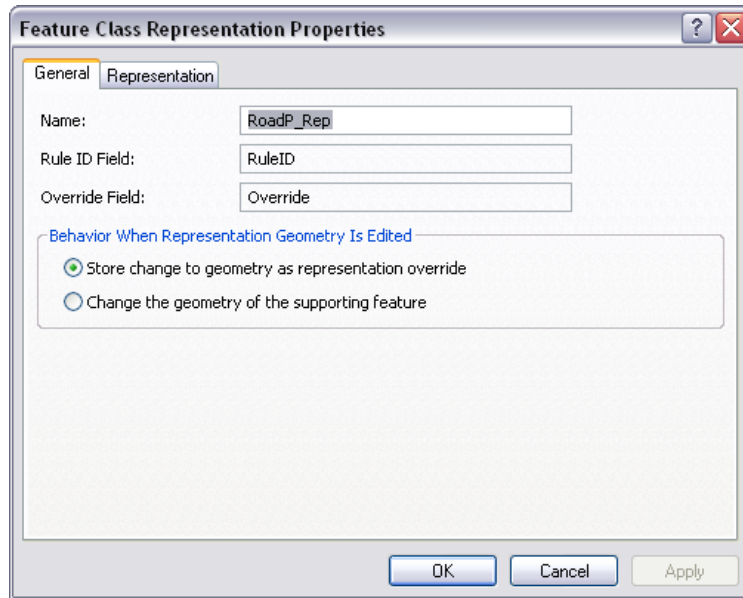 Feature Class Representation Properties
General Representation
Name: RoadP_Rep
Rule ID Field: RuleID
Override Field: Override
Behavior When Representation Geometry Is Edited
Store change to geometry as representation override
Change the geometry of the supporting feature
OK Cancel Apply